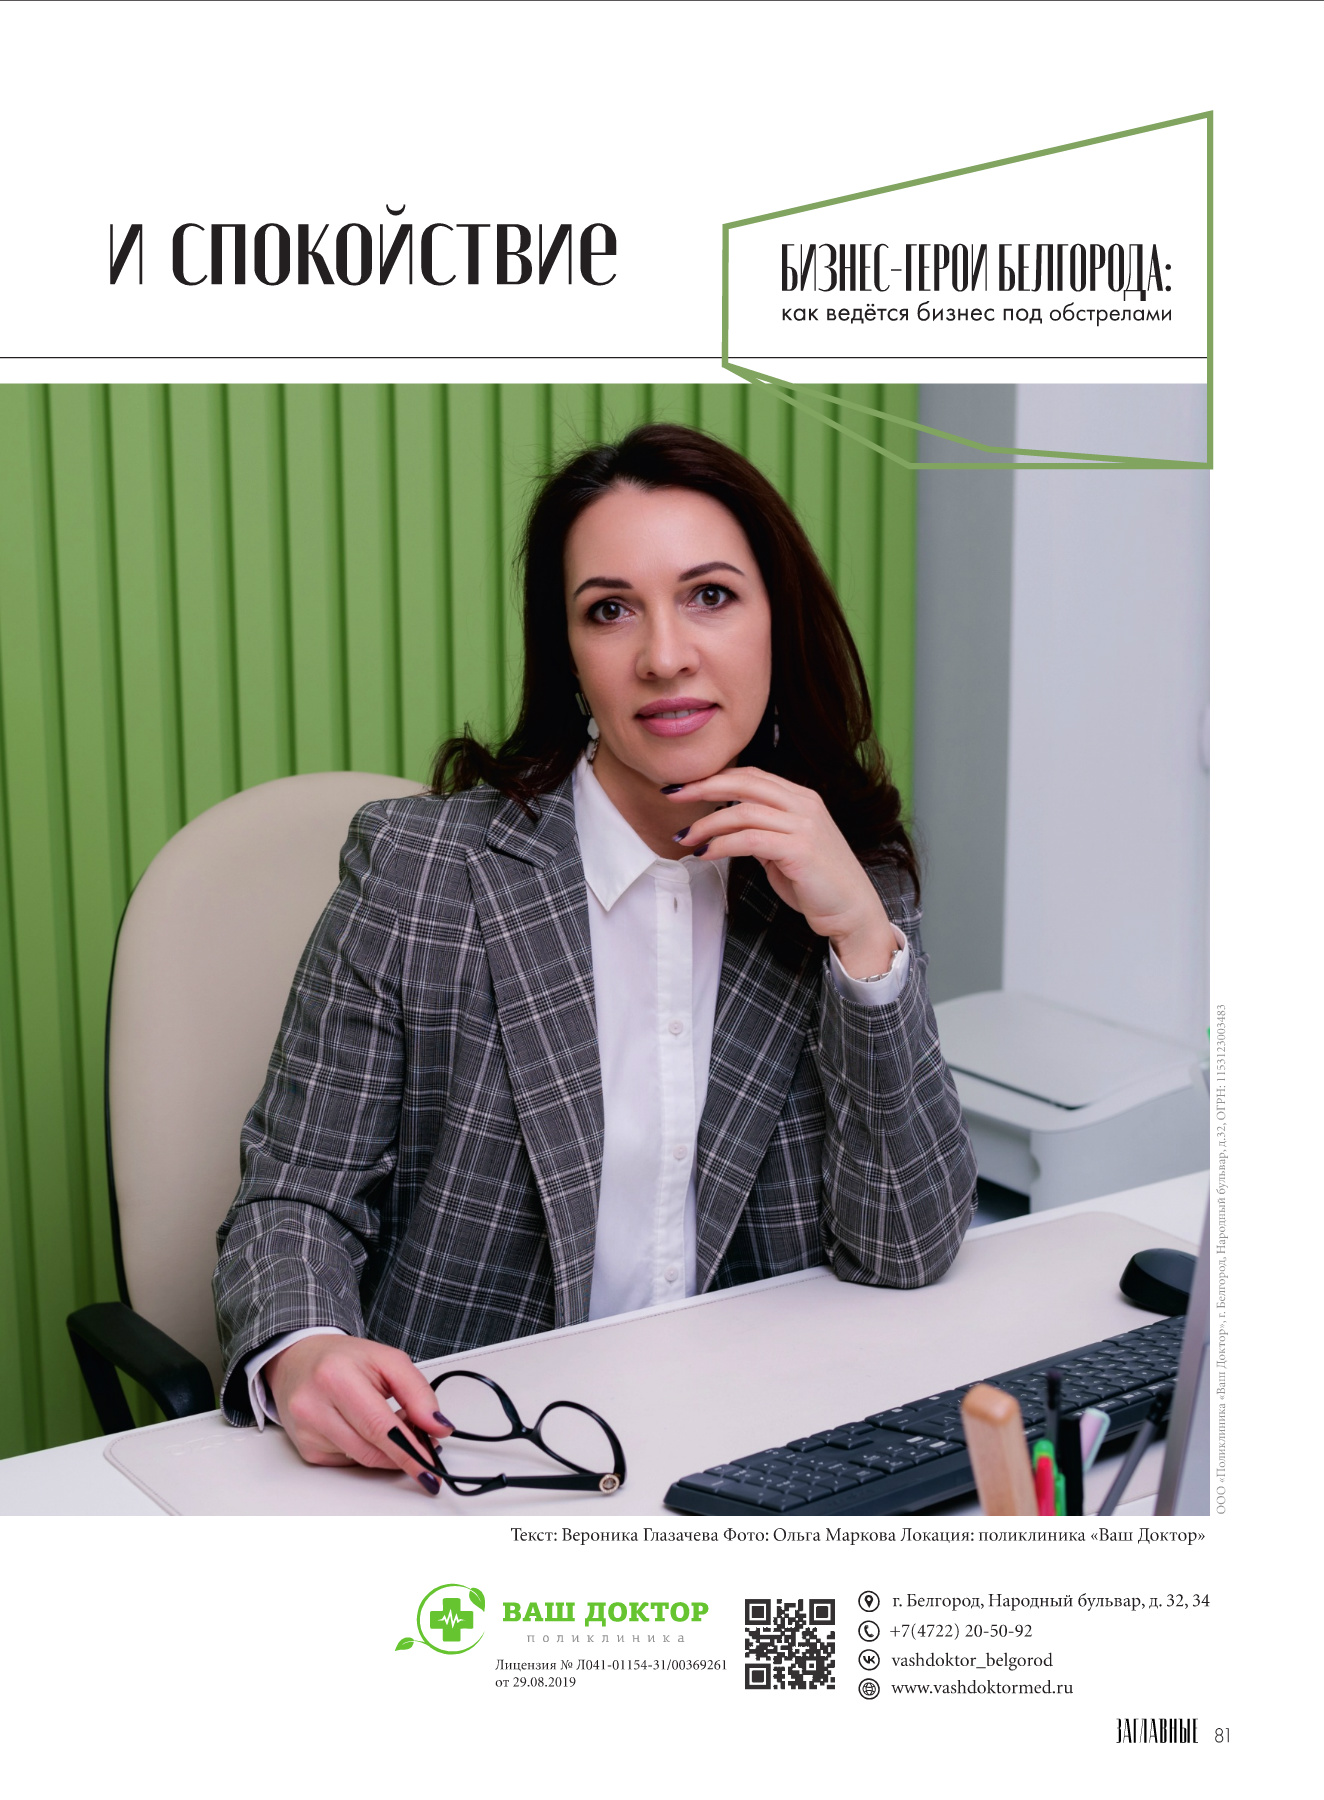 и спокойствие
БИЗНЕС-ГЕРОИ БЕЛГОРОДА:
как ведётся бизнес под обстрелами
ООО «Поликлиника «Ваш Доктор», г. Белгород, Народный бульвар, д.32, ОГРН: 1153123003483
Текст: Вероника Глазачева Фото: Ольга Маркова Локация: поликлиника «Ваш Доктор»
ВАШ ДОКТОР
поликлиника
Лицензия № Л041-01154-31/00369261
от 29.08.2019
г. Белгород, Народный бульвар, д. 32, 34
+7(4722) 20-50-92
vashdoktor_belgorod
www.vashdoktormed.ru
ЗАГЛАВНЫЕ 81